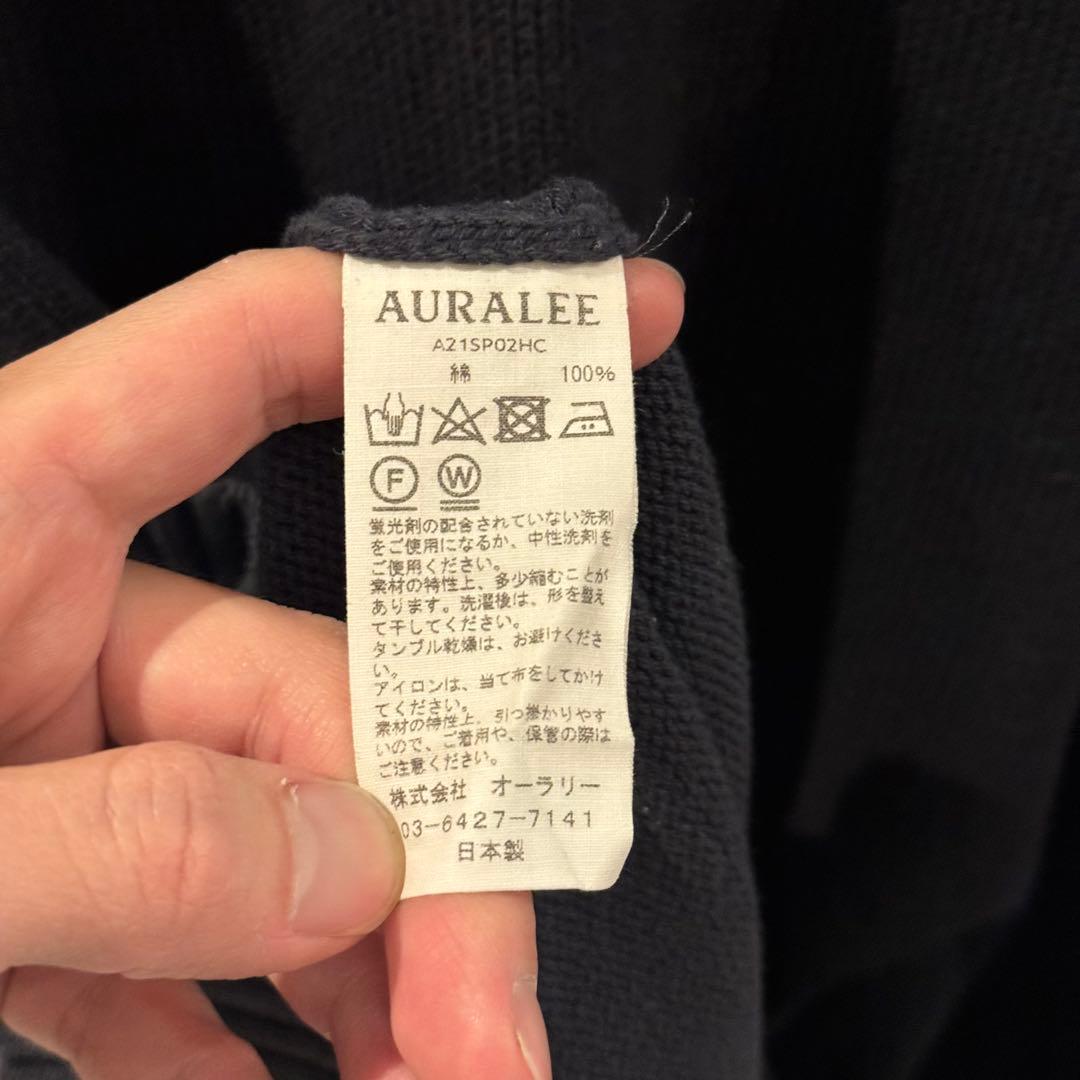 AURALEE
A21SP02HC
綿 100%
F W
蛍光剤の配合されていない洗剤
をご使用になるか、中性洗剤を
ご使用ください。
素材の特性上、多少縮むことが
あります。洗濯後は、形を整え
て干してください。
タンブル乾燥は、お避けくださ
い。
アイロンは、当て布をしてかけ
てください。
素材の特性上、引っ掛かりやす
いので、ご着用や、保管の際は
ご注意ください。
株式会社 オーラリー
03-6427-7141
日本製